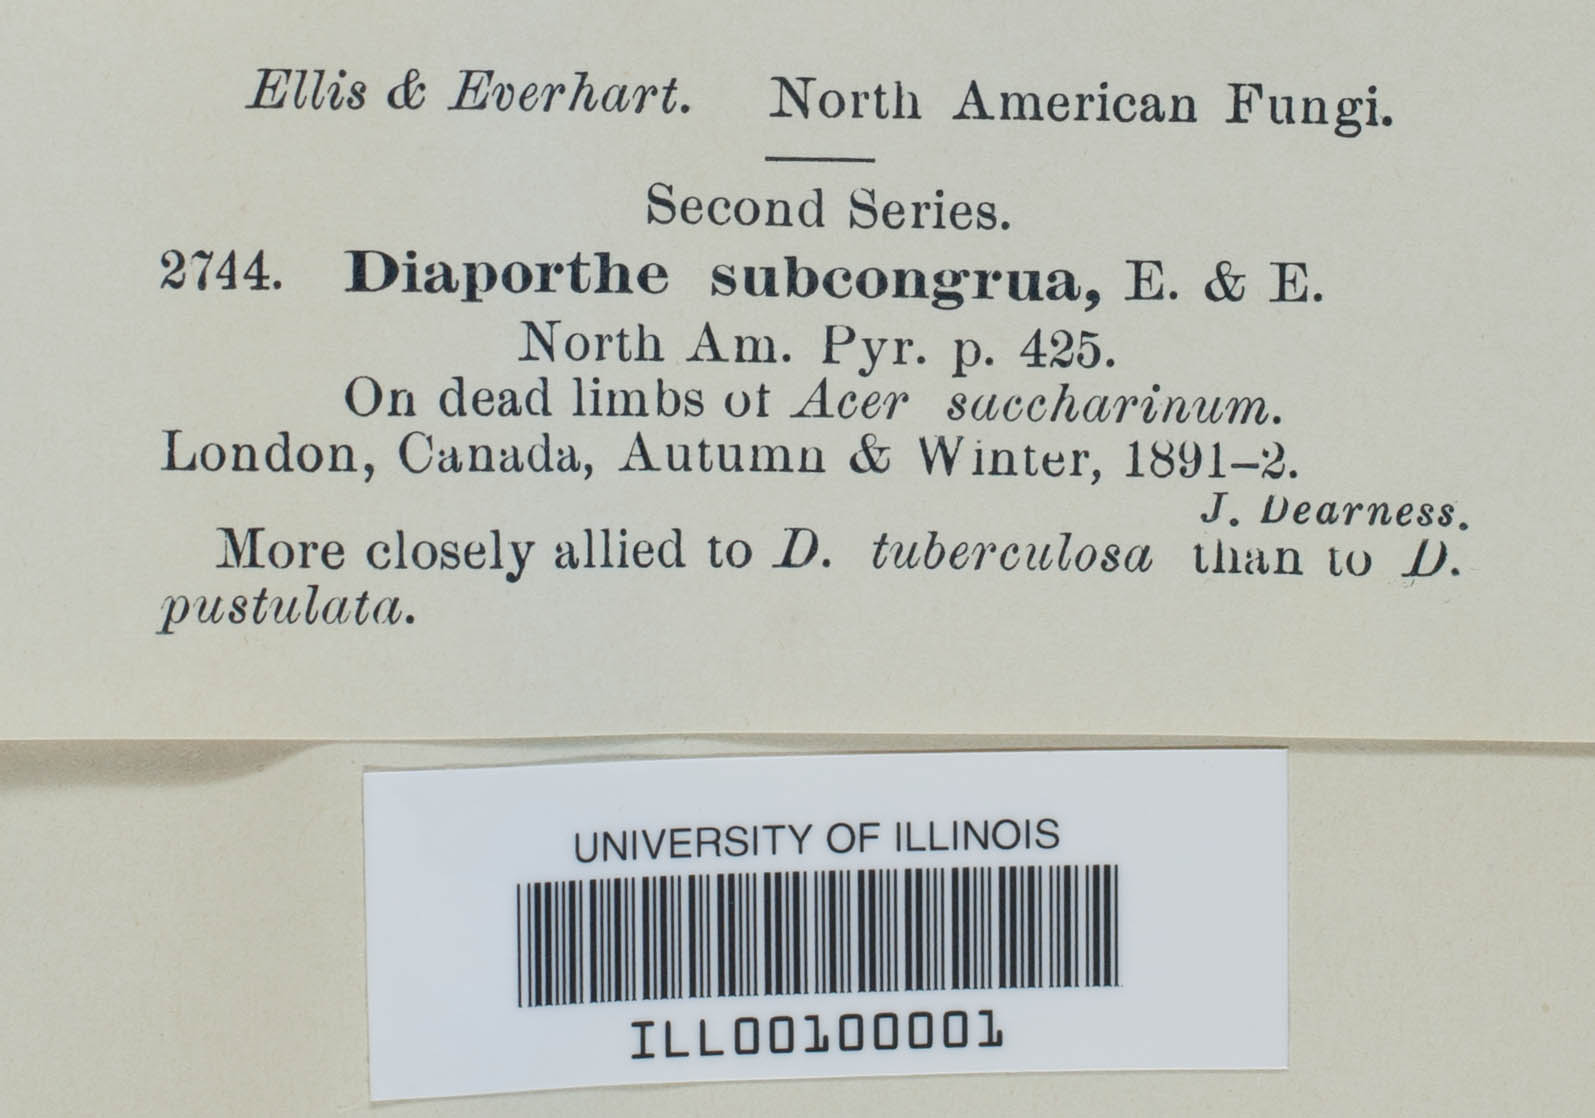 Ellis & Everhart. North American Fungi.
Second Series.
2744. Diaporthe subcongrua, E. & E.
North Am. Pyr. p. 425.
On dead limbs of Acer saccharinum.
London, Canada, Autumn & Winter, 1891–2.
J. Dearness.
More closely allied to D. tuberculosa than to D.
pustulata.
UNIVERSITY OF ILLINOIS
ILL00100001